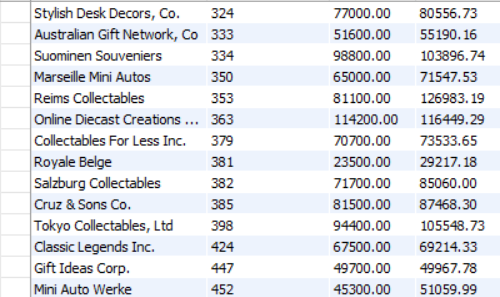 Stylish Desk Decors, Co. 324 77000.00 80556.73
Australian Gift Network, Co 333 51600.00 55190.16
Suominen Souveniers 334 98800.00 103896.74
Marseille Mini Autos 350 65000.00 71547.53
Reims Collectables 353 81100.00 126983.19
Online Diecast Creations ... 363 114200.00 116449.29
Collectables For Less Inc. 379 70700.00 73533.65
Royale Belge 381 23500.00 29217.18
Salzburg Collectables 382 71700.00 85060.00
Cruz & Sons Co. 385 81500.00 87468.30
Tokyo Collectables, Ltd 398 94400.00 105548.73
Classic Legends Inc. 424 67500.00 69214.33
Gift Ideas Corp. 447 49700.00 49967.78
Mini Auto Werke 452 45300.00 51059.99